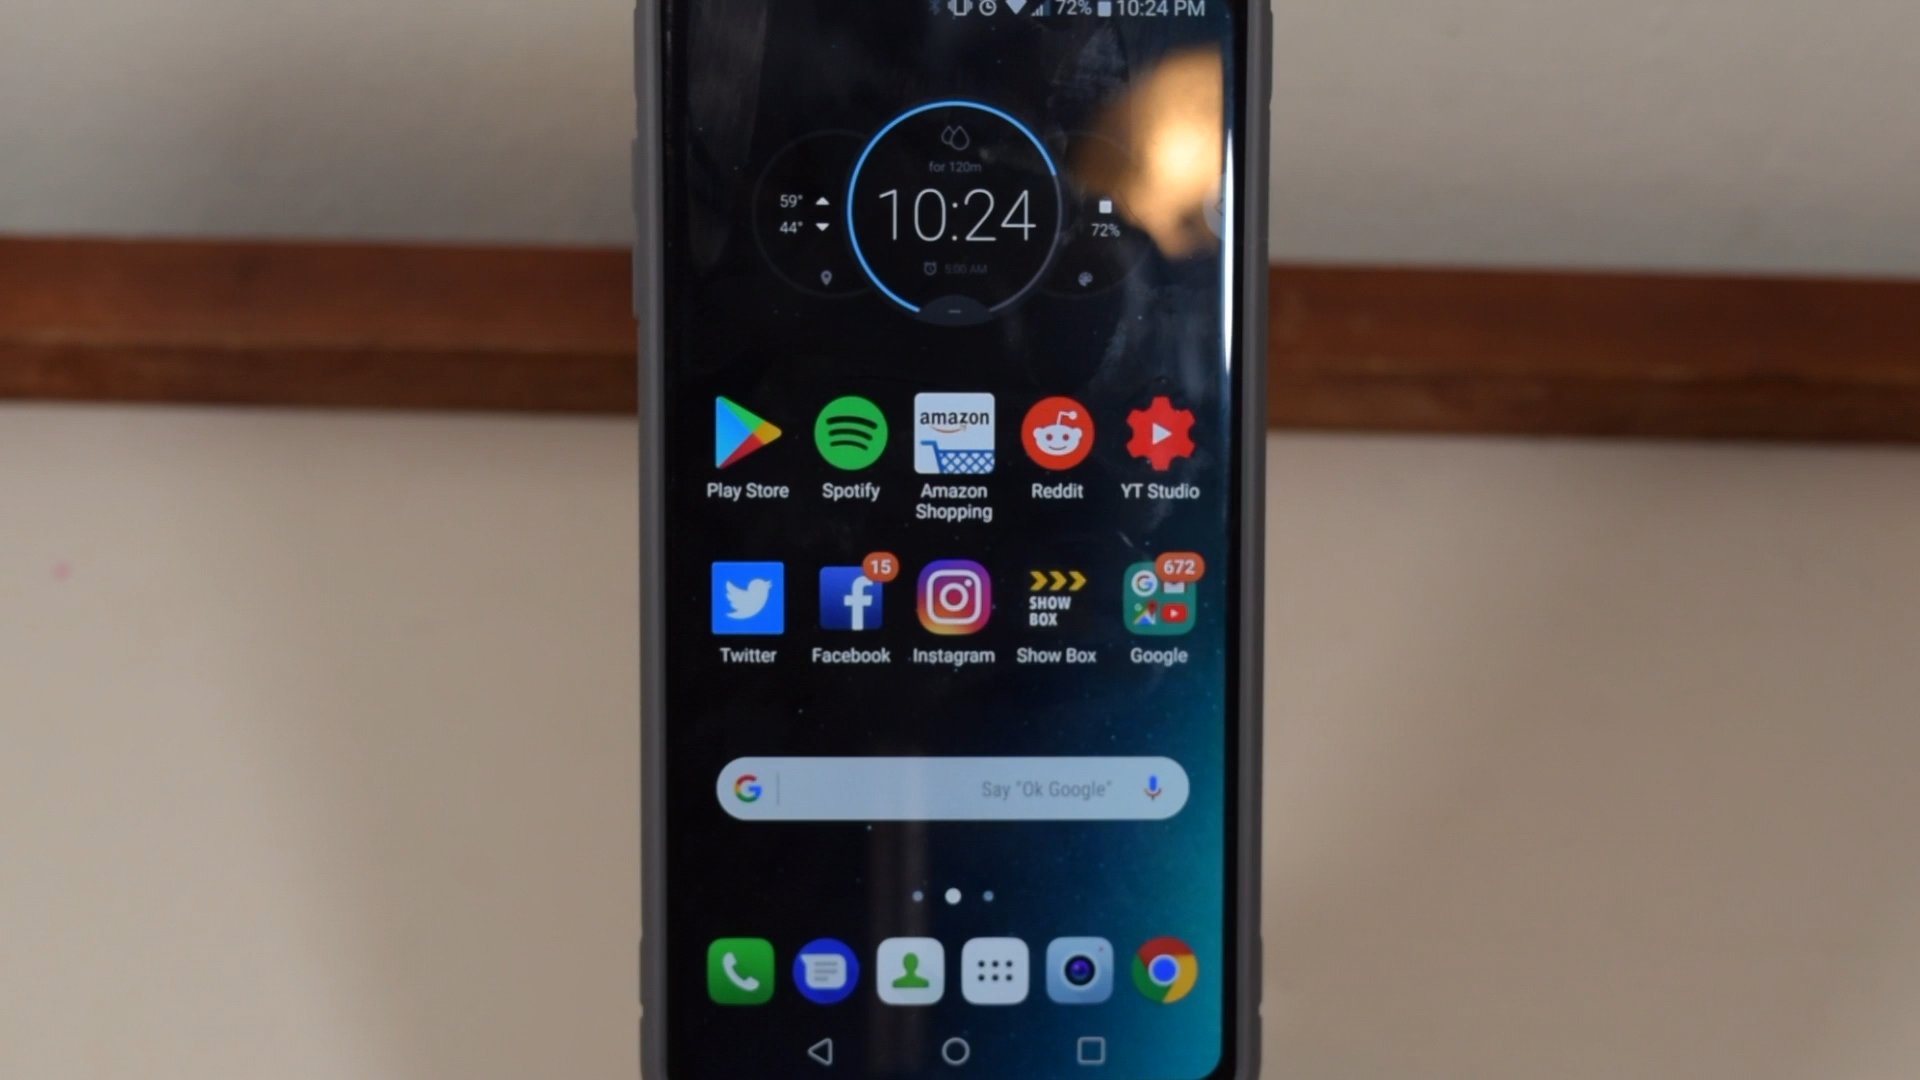 72% 10:24 PM
for 120m
59°
44°
10:24
72%
5:00 AM
amazon
Play Store
Spotify
Amazon
Shopping
Reddit
YT Studio
15
672
SHOW
BOX
Twitter
Facebook
Instagram
Show Box
Google
Say "Ok Google"